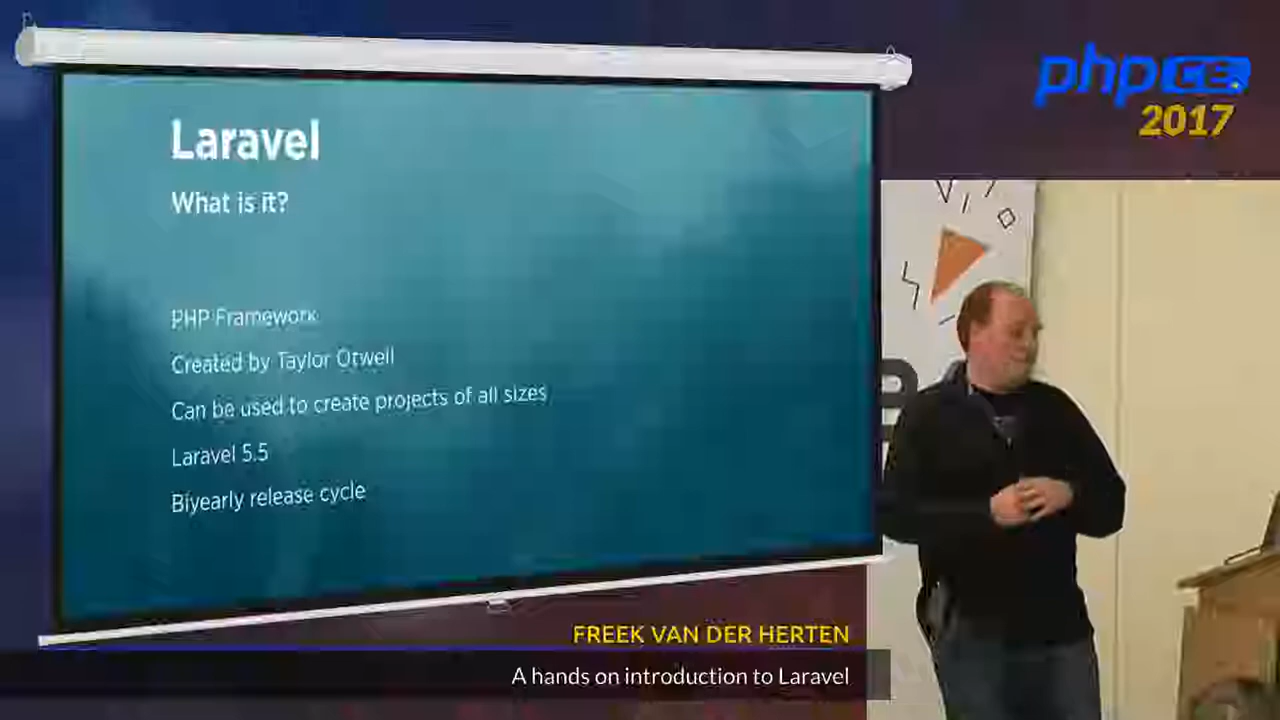 phpCE
2017
Laravel
What is it?
PHP Framework
Created by Taylor Otwell
Can be used to create projects of all sizes
Laravel 5.5
Biyearly release cycle
e
FREEK VAN DER HERTEN
A hands on introduction to Laravel